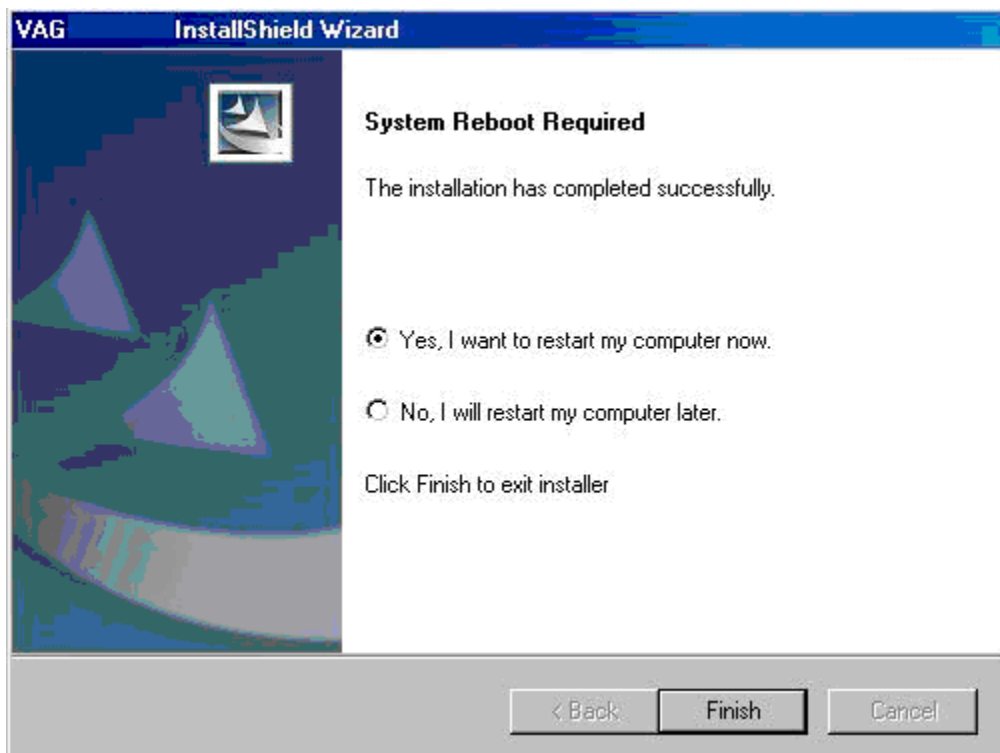 VAG InstallShield Wizard
System Reboot Required
The installation has completed successfully.
Yes, I want to restart my computer now.
No, I will restart my computer later.
Click Finish to exit installer
< Back Finish Cancel